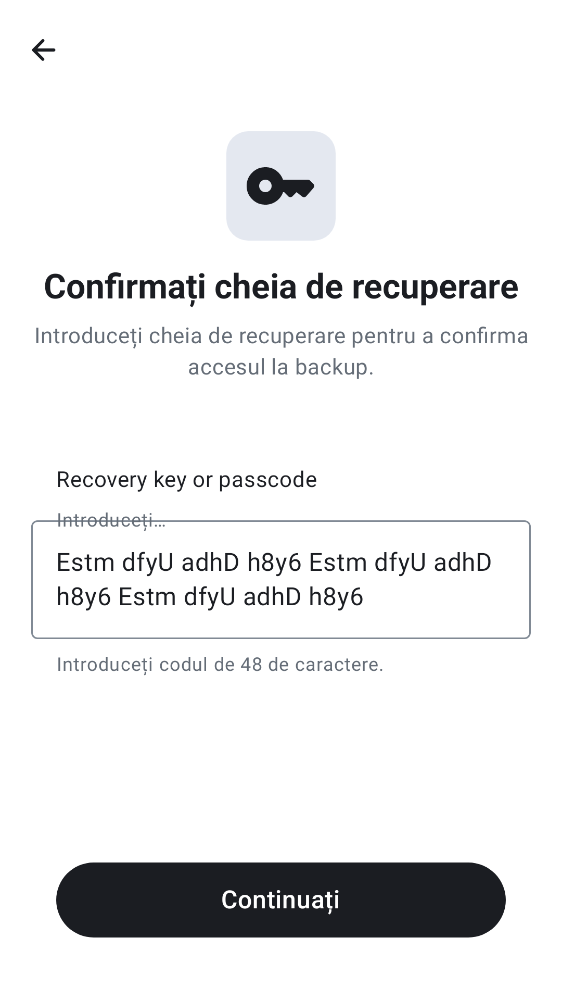 Confirmați cheia de recuperare
Introduceți cheia de recuperare pentru a confirma
accesul la backup.
Recovery key or passcode
Introduceți…
Estm dfyU adhD h8y6 Estm dfyU adhD
h8y6 Estm dfyU adhD h8y6
Introduceți codul de 48 de caractere.
Continuați